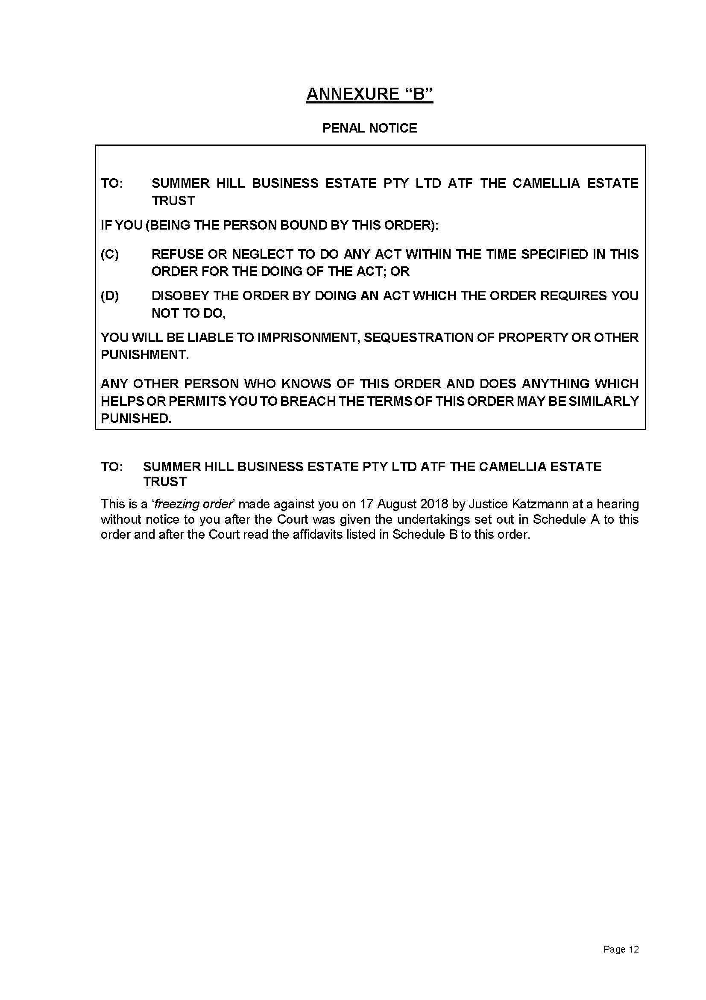 ANNEXURE “B”
PENAL NOTICE
TO: SUMMER HILL BUSINESS ESTATE PTY LTD ATF THE CAMELLIA ESTATE
TRUST
IF YOU (BEING THE PERSON BOUND BY THIS ORDER):
(C) REFUSE OR NEGLECT TO DO ANY ACT WITHIN THE TIME SPECIFIED IN THIS
ORDER FOR THE DOING OF THE ACT; OR
(D) DISOBEY THE ORDER BY DOING AN ACT WHICH THE ORDER REQUIRES YOU
NOT TO DO,
YOU WILL BE LIABLE TO IMPRISONMENT, SEQUESTRATION OF PROPERTY OR OTHER
PUNISHMENT.
ANY OTHER PERSON WHO KNOWS OF THIS ORDER AND DOES ANYTHING WHICH
HELPS OR PERMITS YOU TO BREACH THE TERMS OF THIS ORDER MAY BE SIMILARLY
PUNISHED.
TO: SUMMER HILL BUSINESS ESTATE PTY LTD ATF THE CAMELLIA ESTATE
TRUST
This is a ‘freezing order’ made against you on 17 August 2018 by Justice Katzmann at a hearing
without notice to you after the Court was given the undertakings set out in Schedule A to this
order and after the Court read the affidavits listed in Schedule B to this order.
Page 12